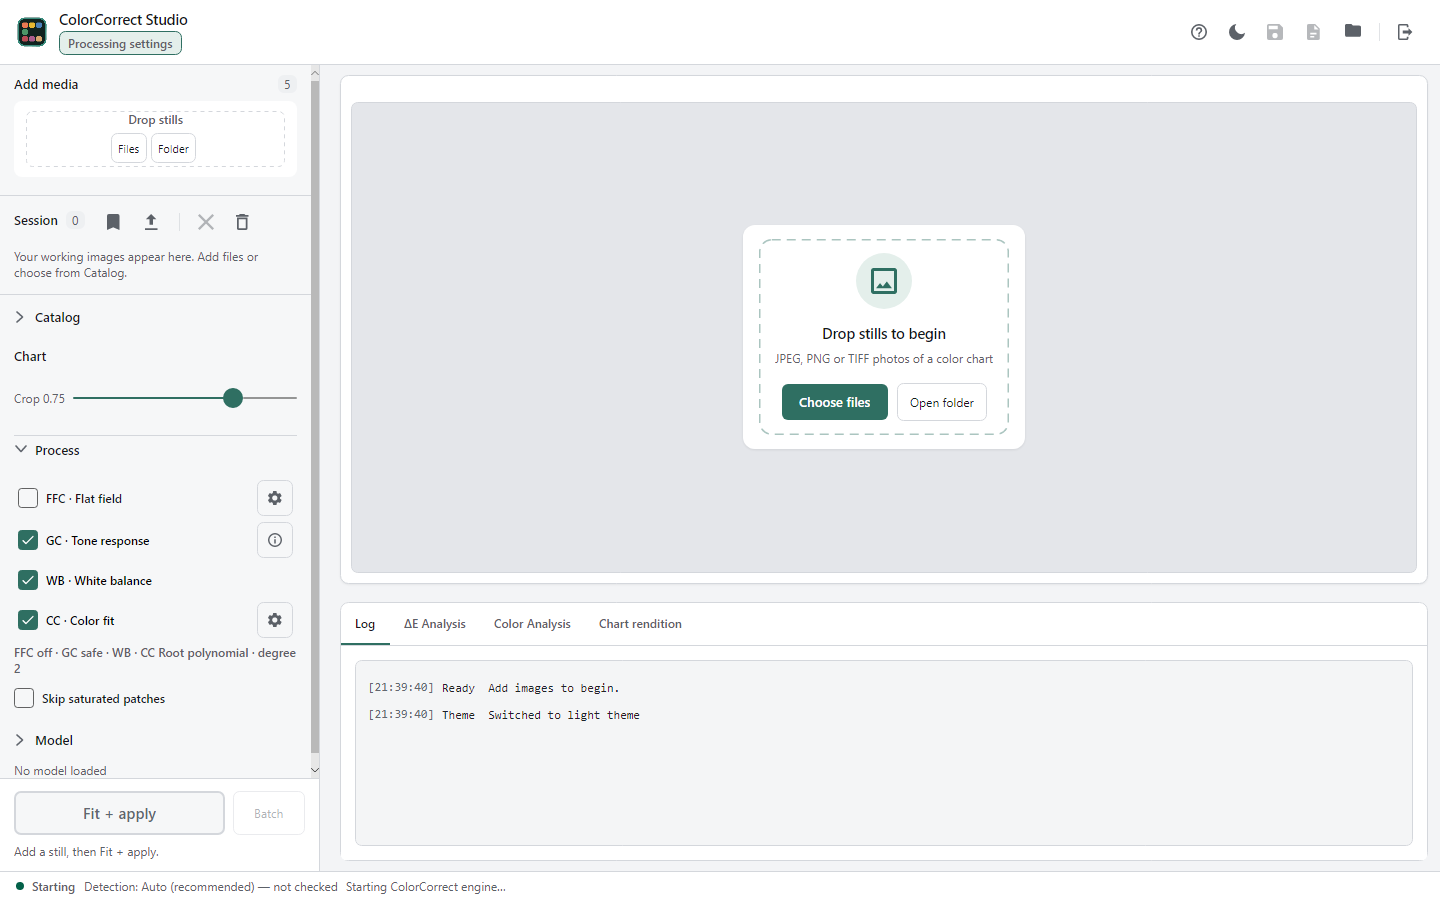 ColorCorrect Studio
Processing settings
Add media
5
Drop stills
Files
Folder
Session
0
Your working images appear here. Add files or
choose from Catalog.
Catalog
Chart
Crop 0.75
Process
FFC · Flat field
GC · Tone response
WB · White balance
CC · Color fit
FFC off · GC safe · WB · CC Root polynomial · degree
2
Skip saturated patches
Model
No model loaded
Fit + apply
Batch
Add a still, then Fit + apply.
Drop stills to begin
JPEG, PNG or TIFF photos of a color chart
Choose files
Open folder
Log
ΔE Analysis
Color Analysis
Chart rendition
[21:39:40] Ready Add images to begin.
[21:39:40] Theme Switched to light theme
Starting
Detection: Auto (recommended) — not checked
Starting ColorCorrect engine...